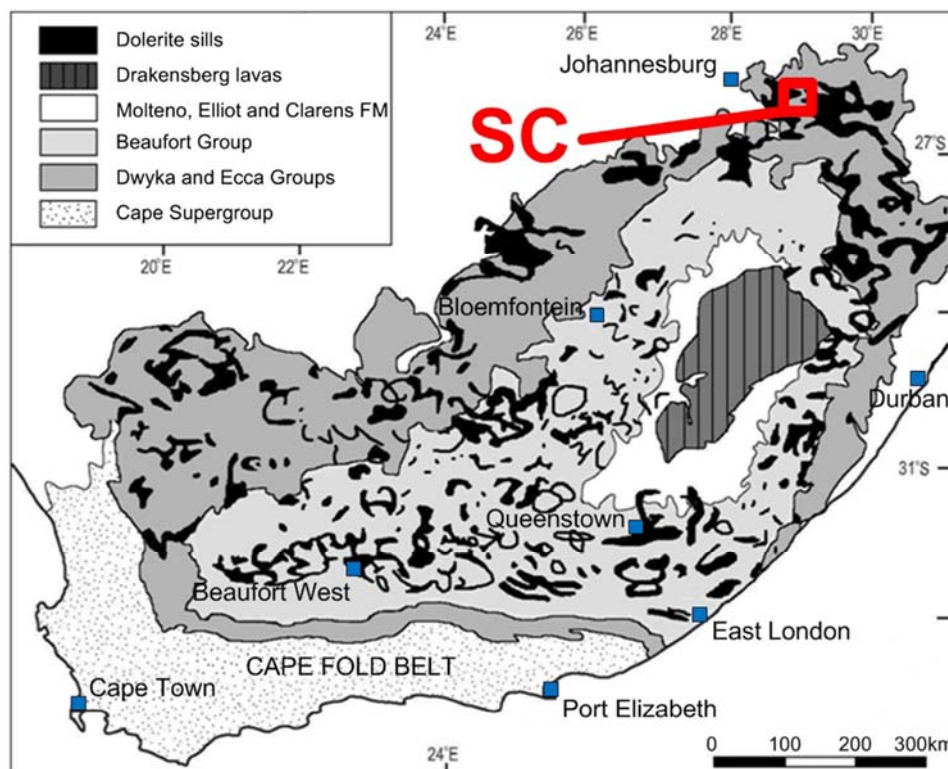 Dolerite sills
Drakensberg lavas
Molteno, Elliot and Clarens FM
Beaufort Group
Dwyka and Ecca Groups
Cape Supergroup
24°E
26°E
28°E
30°E
Johannesburg
SC
27°S
20°E
22°E
Bloemfontein
Durban
31°S
Queenstown
Beaufort West
East London
CAPE FOLD BELT
Cape Town
Port Elizabeth
24°E
0 100 200 300km